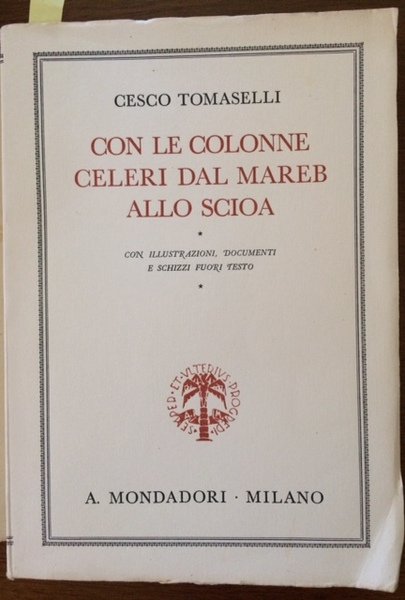 CESCO TOMASELLI
CON LE COLONNE
CELERI DAL MAREB
ALLO SCIOA
*
CON ILLUSTRAZIONI, DOCUMENTI
E SCHIZZI FUORI TESTO
*
SEMPER·ET·VLTERIVS·PROGREDI·
A. MONDADORI · MILANO